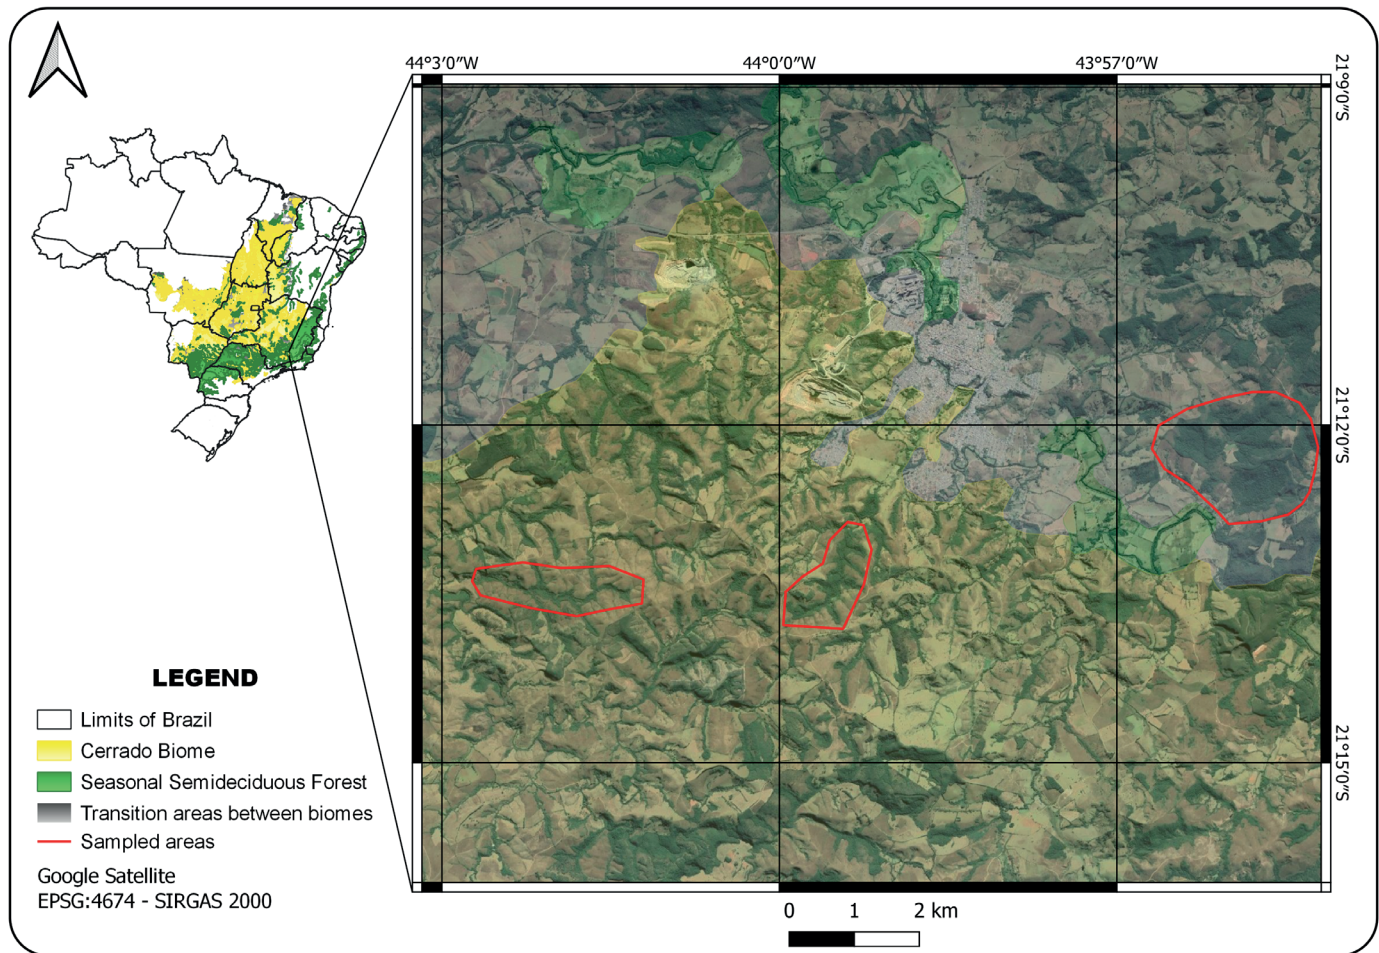 44°3'0"W 44°0'0"W 43°57'0"W
21°9'0"S
21°12'0"S
21°15'0"S
LEGEND
Limits of Brazil
Cerrado Biome
Seasonal Semideciduous Forest
Transition areas between biomes
Sampled areas
Google Satellite
EPSG:4674 - SIRGAS 2000
0 1 2 km